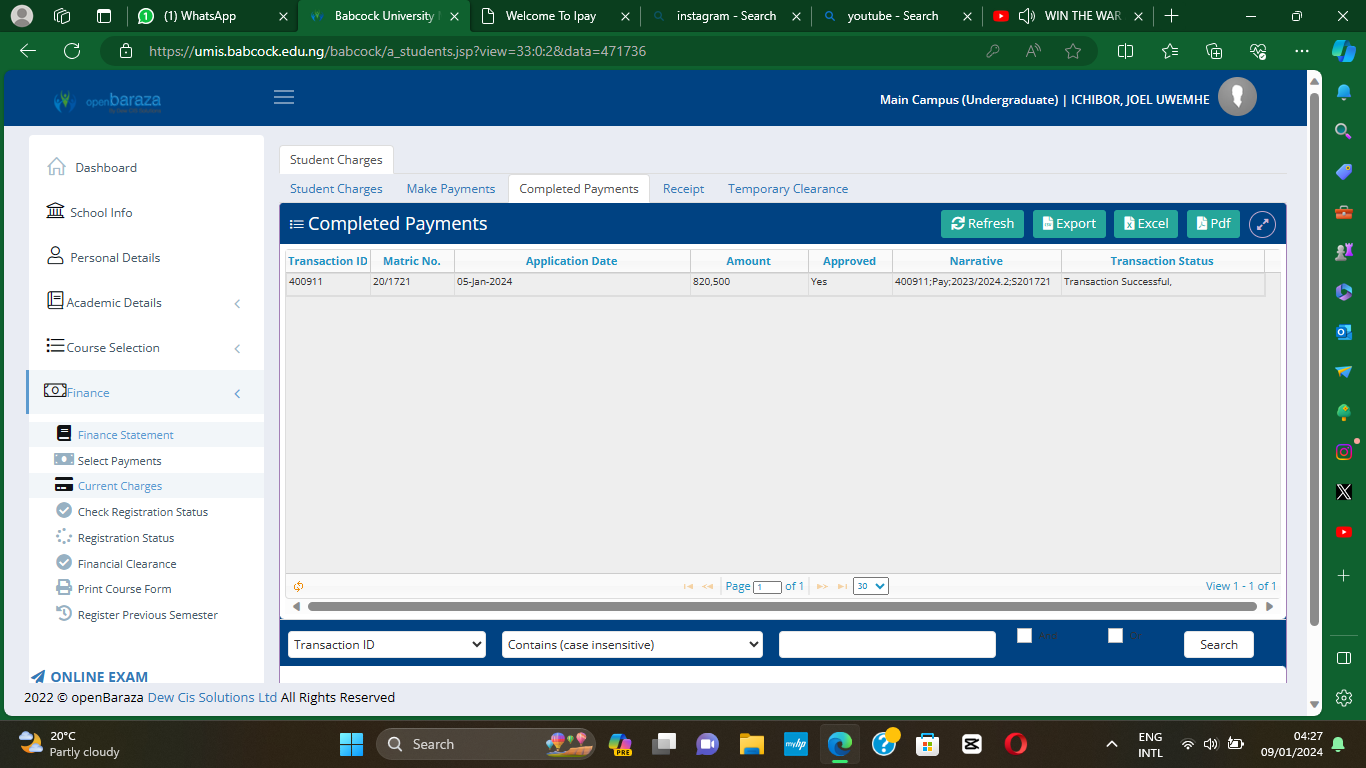 (1) WhatsApp
Babcock University
Welcome To Ipay
instagram - Search
youtube - Search
WIN THE WAR
https://umis.babcock.edu.ng/babcock/a_students.jsp?view=33:0:2&data=471736
openbaraza
Main Campus (Undergraduate) | ICHIBOR, JOEL UWEMHE
Dashboard
School Info
Personal Details
Academic Details
Course Selection
Finance
Finance Statement
Select Payments
Current Charges
Check Registration Status
Registration Status
Financial Clearance
Print Course Form
Register Previous Semester
ONLINE EXAM
Student Charges
Student Charges Make Payments Completed Payments Receipt Temporary Clearance
Completed Payments
Refresh Export Excel Pdf
Transaction ID Matric No. Application Date Amount Approved Narrative Transaction Status
400911 20/1721 05-Jan-2024 820,500 Yes 400911;Pay;2023/2024.2;S201721 Transaction Successful,
Page 1 of 1 30 View 1 - 1 of 1
Transaction ID Contains (case insensitive) And Or Search
2022 © openBaraza Dew Cis Solutions Ltd All Rights Reserved
20°C
Partly cloudy
Search
PRE
myhp
ENG
INTL
04:27
09/01/2024